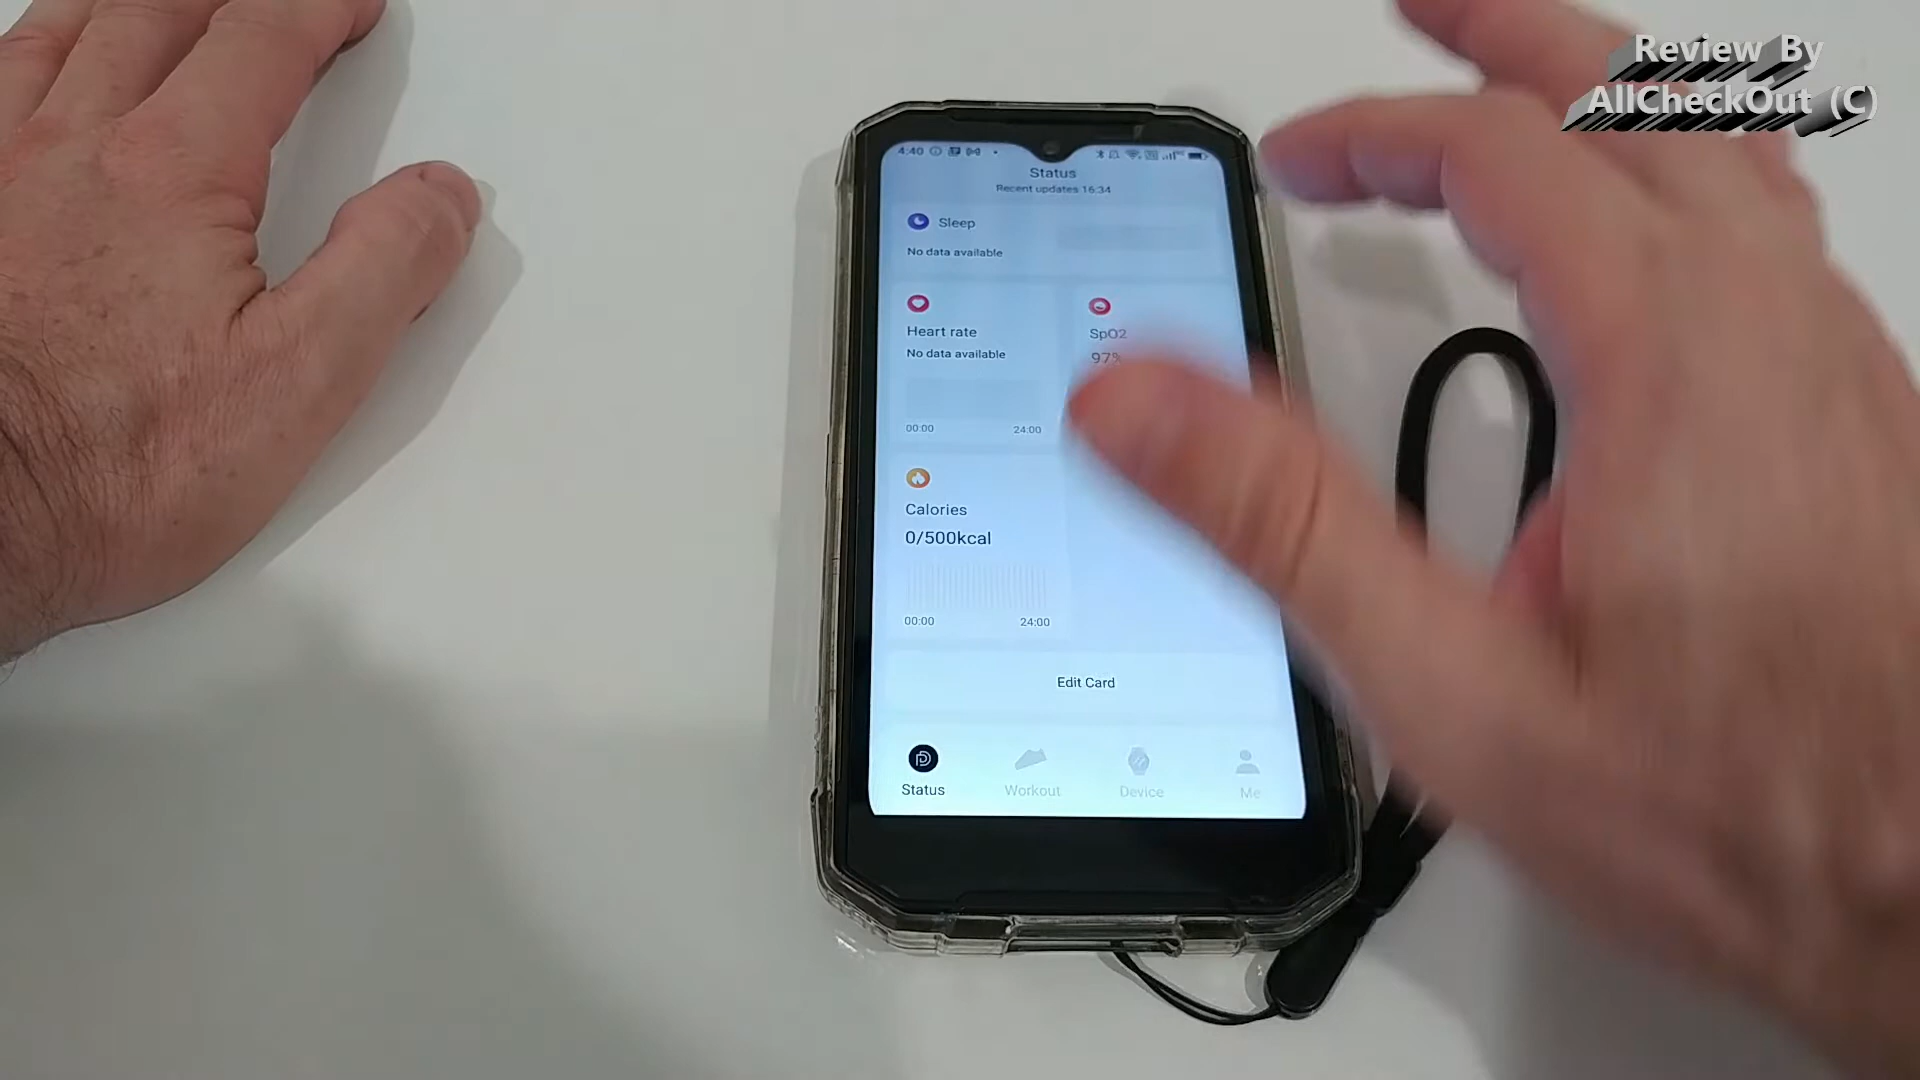 Review By
AllCheckOut (C)
4:40
Status
Recent updates 16:34
Sleep
No data available
Heart rate
No data available
00:00 24:00
SpO2
97%
Calories
0/500kcal
00:00 24:00
Edit Card
Status Workout Device Me